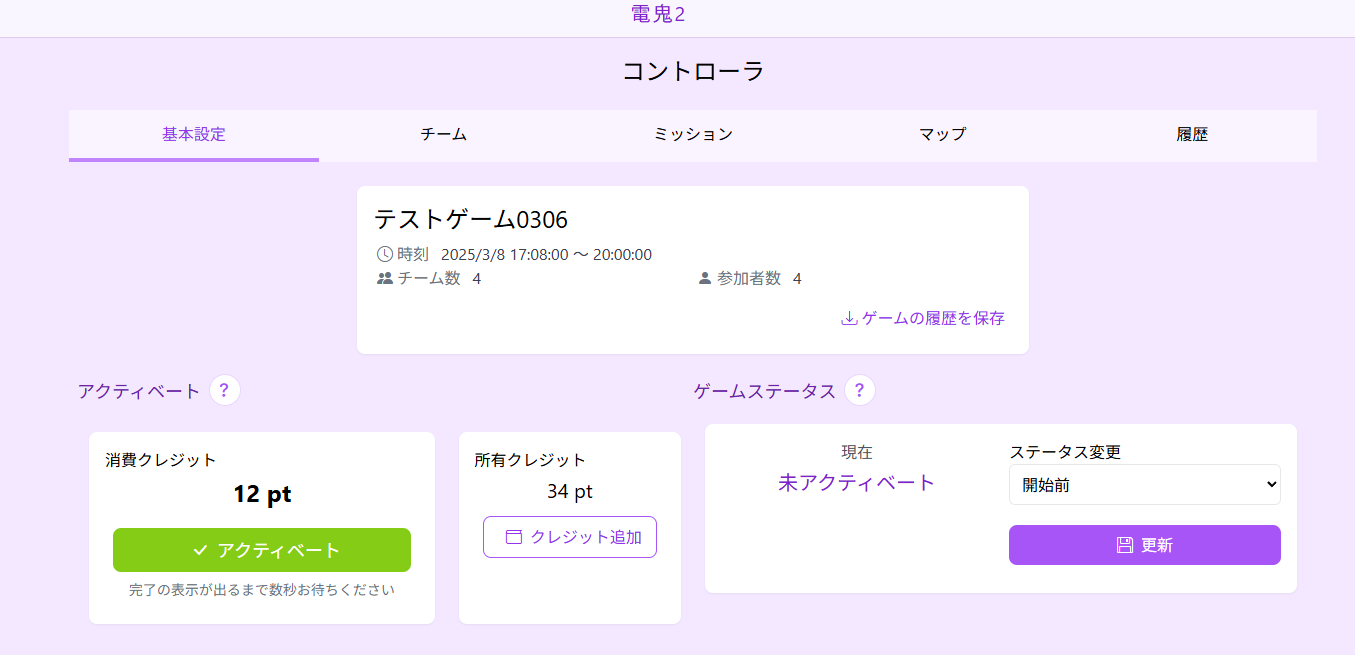 電鬼2
コントローラ
基本設定 チーム ミッション マップ 履歴
テストゲーム0306
時刻 2025/3/8 17:08:00 ～ 20:00:00
チーム数 4 参加者数 4
ゲームの履歴を保存
アクティベート ?
ゲームステータス ?
消費クレジット
12 pt
アクティベート
完了の表示が出るまで数秒お待ちください
所有クレジット
34 pt
クレジット追加
現在
未アクティベート
ステータス変更
開始前
更新